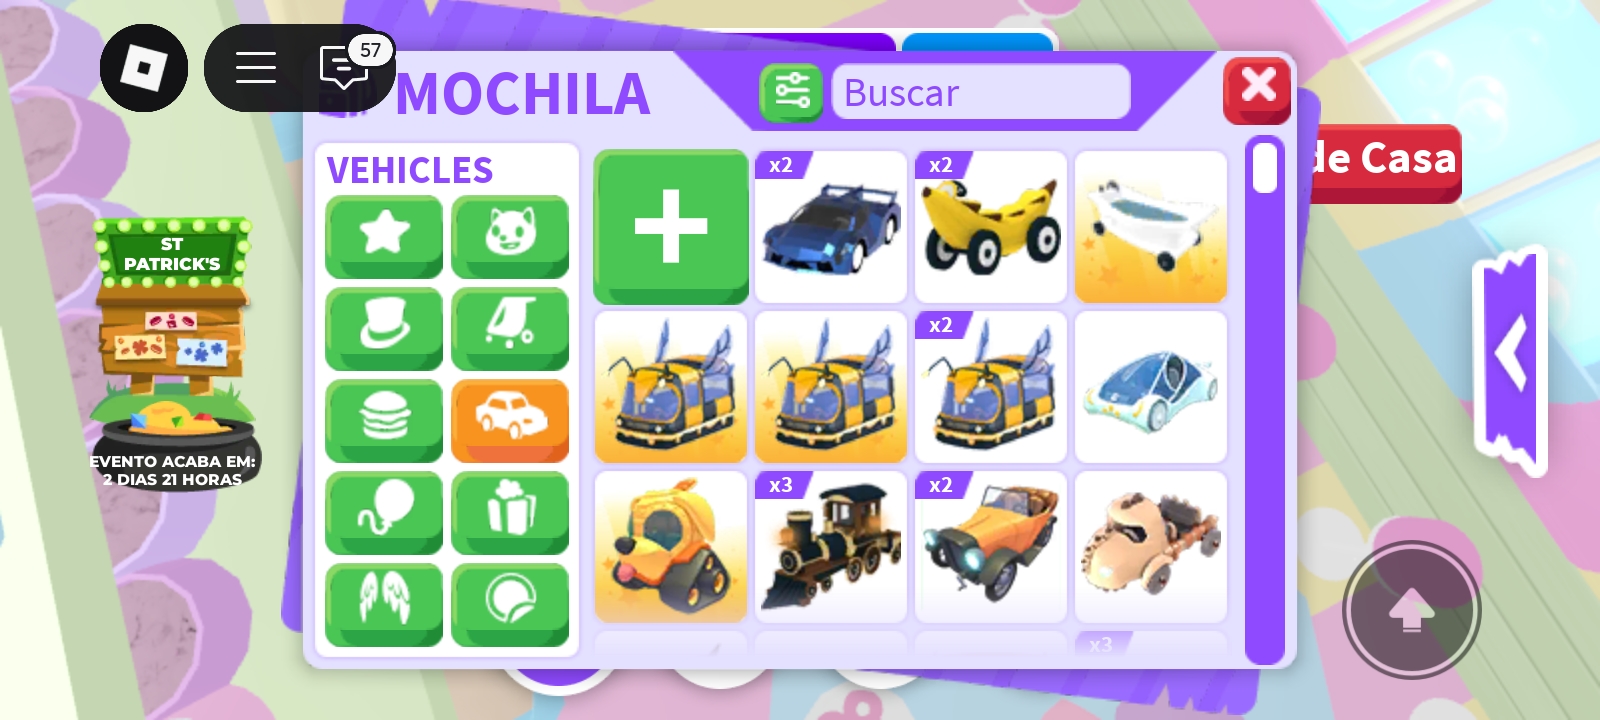 57
MOCHILA
Buscar
de Casa
VEHICLES
x2
x2
ST
PATRICK'S
x2
EVENTO ACABA EM:
2 DIAS 21 HORAS
x3
x2
x3